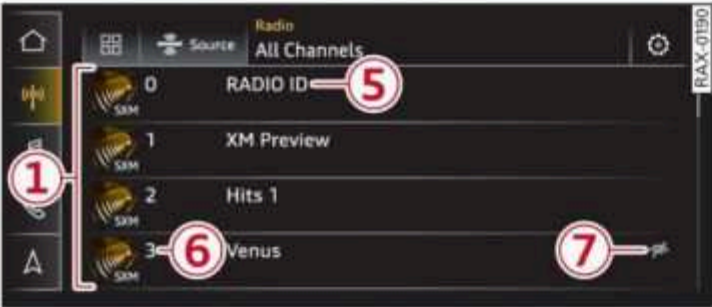 Radio
Source All Channels
RAX-0190
SXM 0 RADIO ID 5
SXM 1 XM Preview
1
SXM 2 Hits 1
SXM 3 6 Venus 7